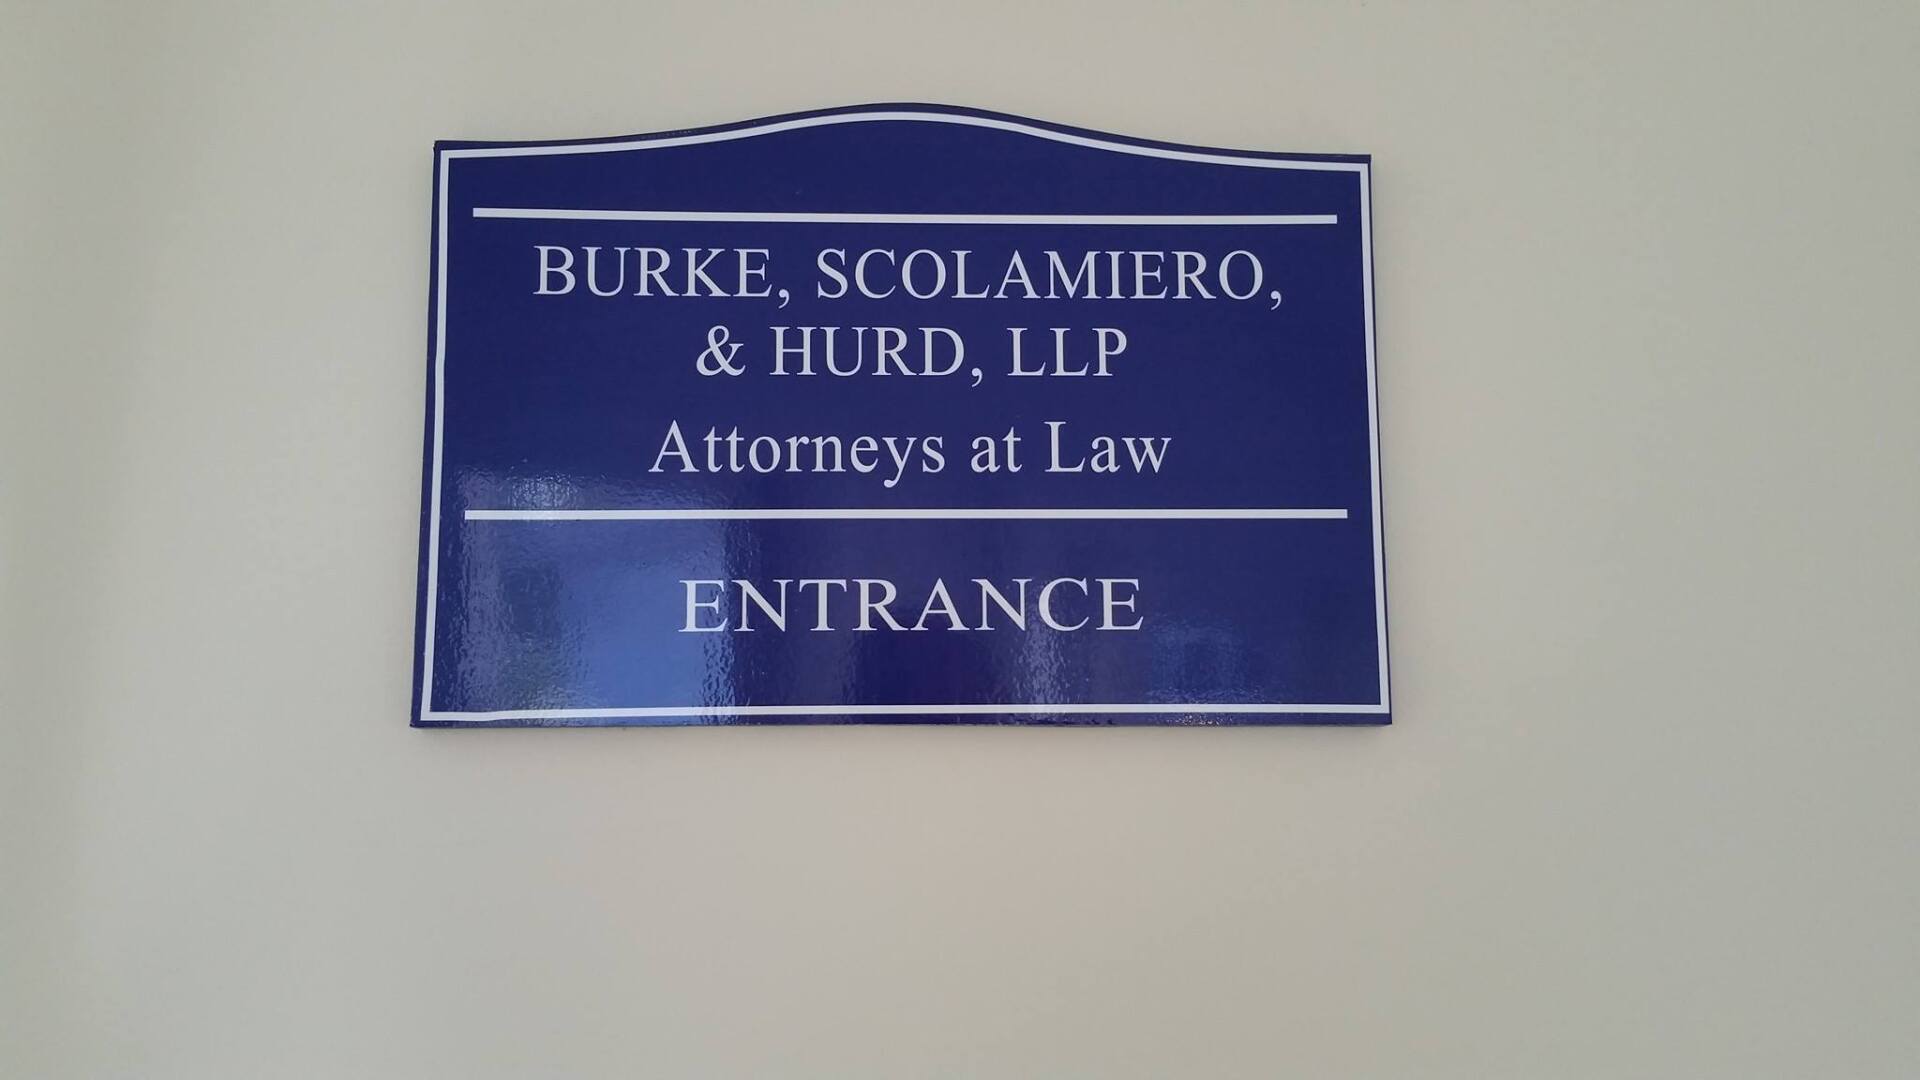 BURKE, SCOLAMIERO,
& HURD, LLP
Attorneys at Law
ENTRANCE